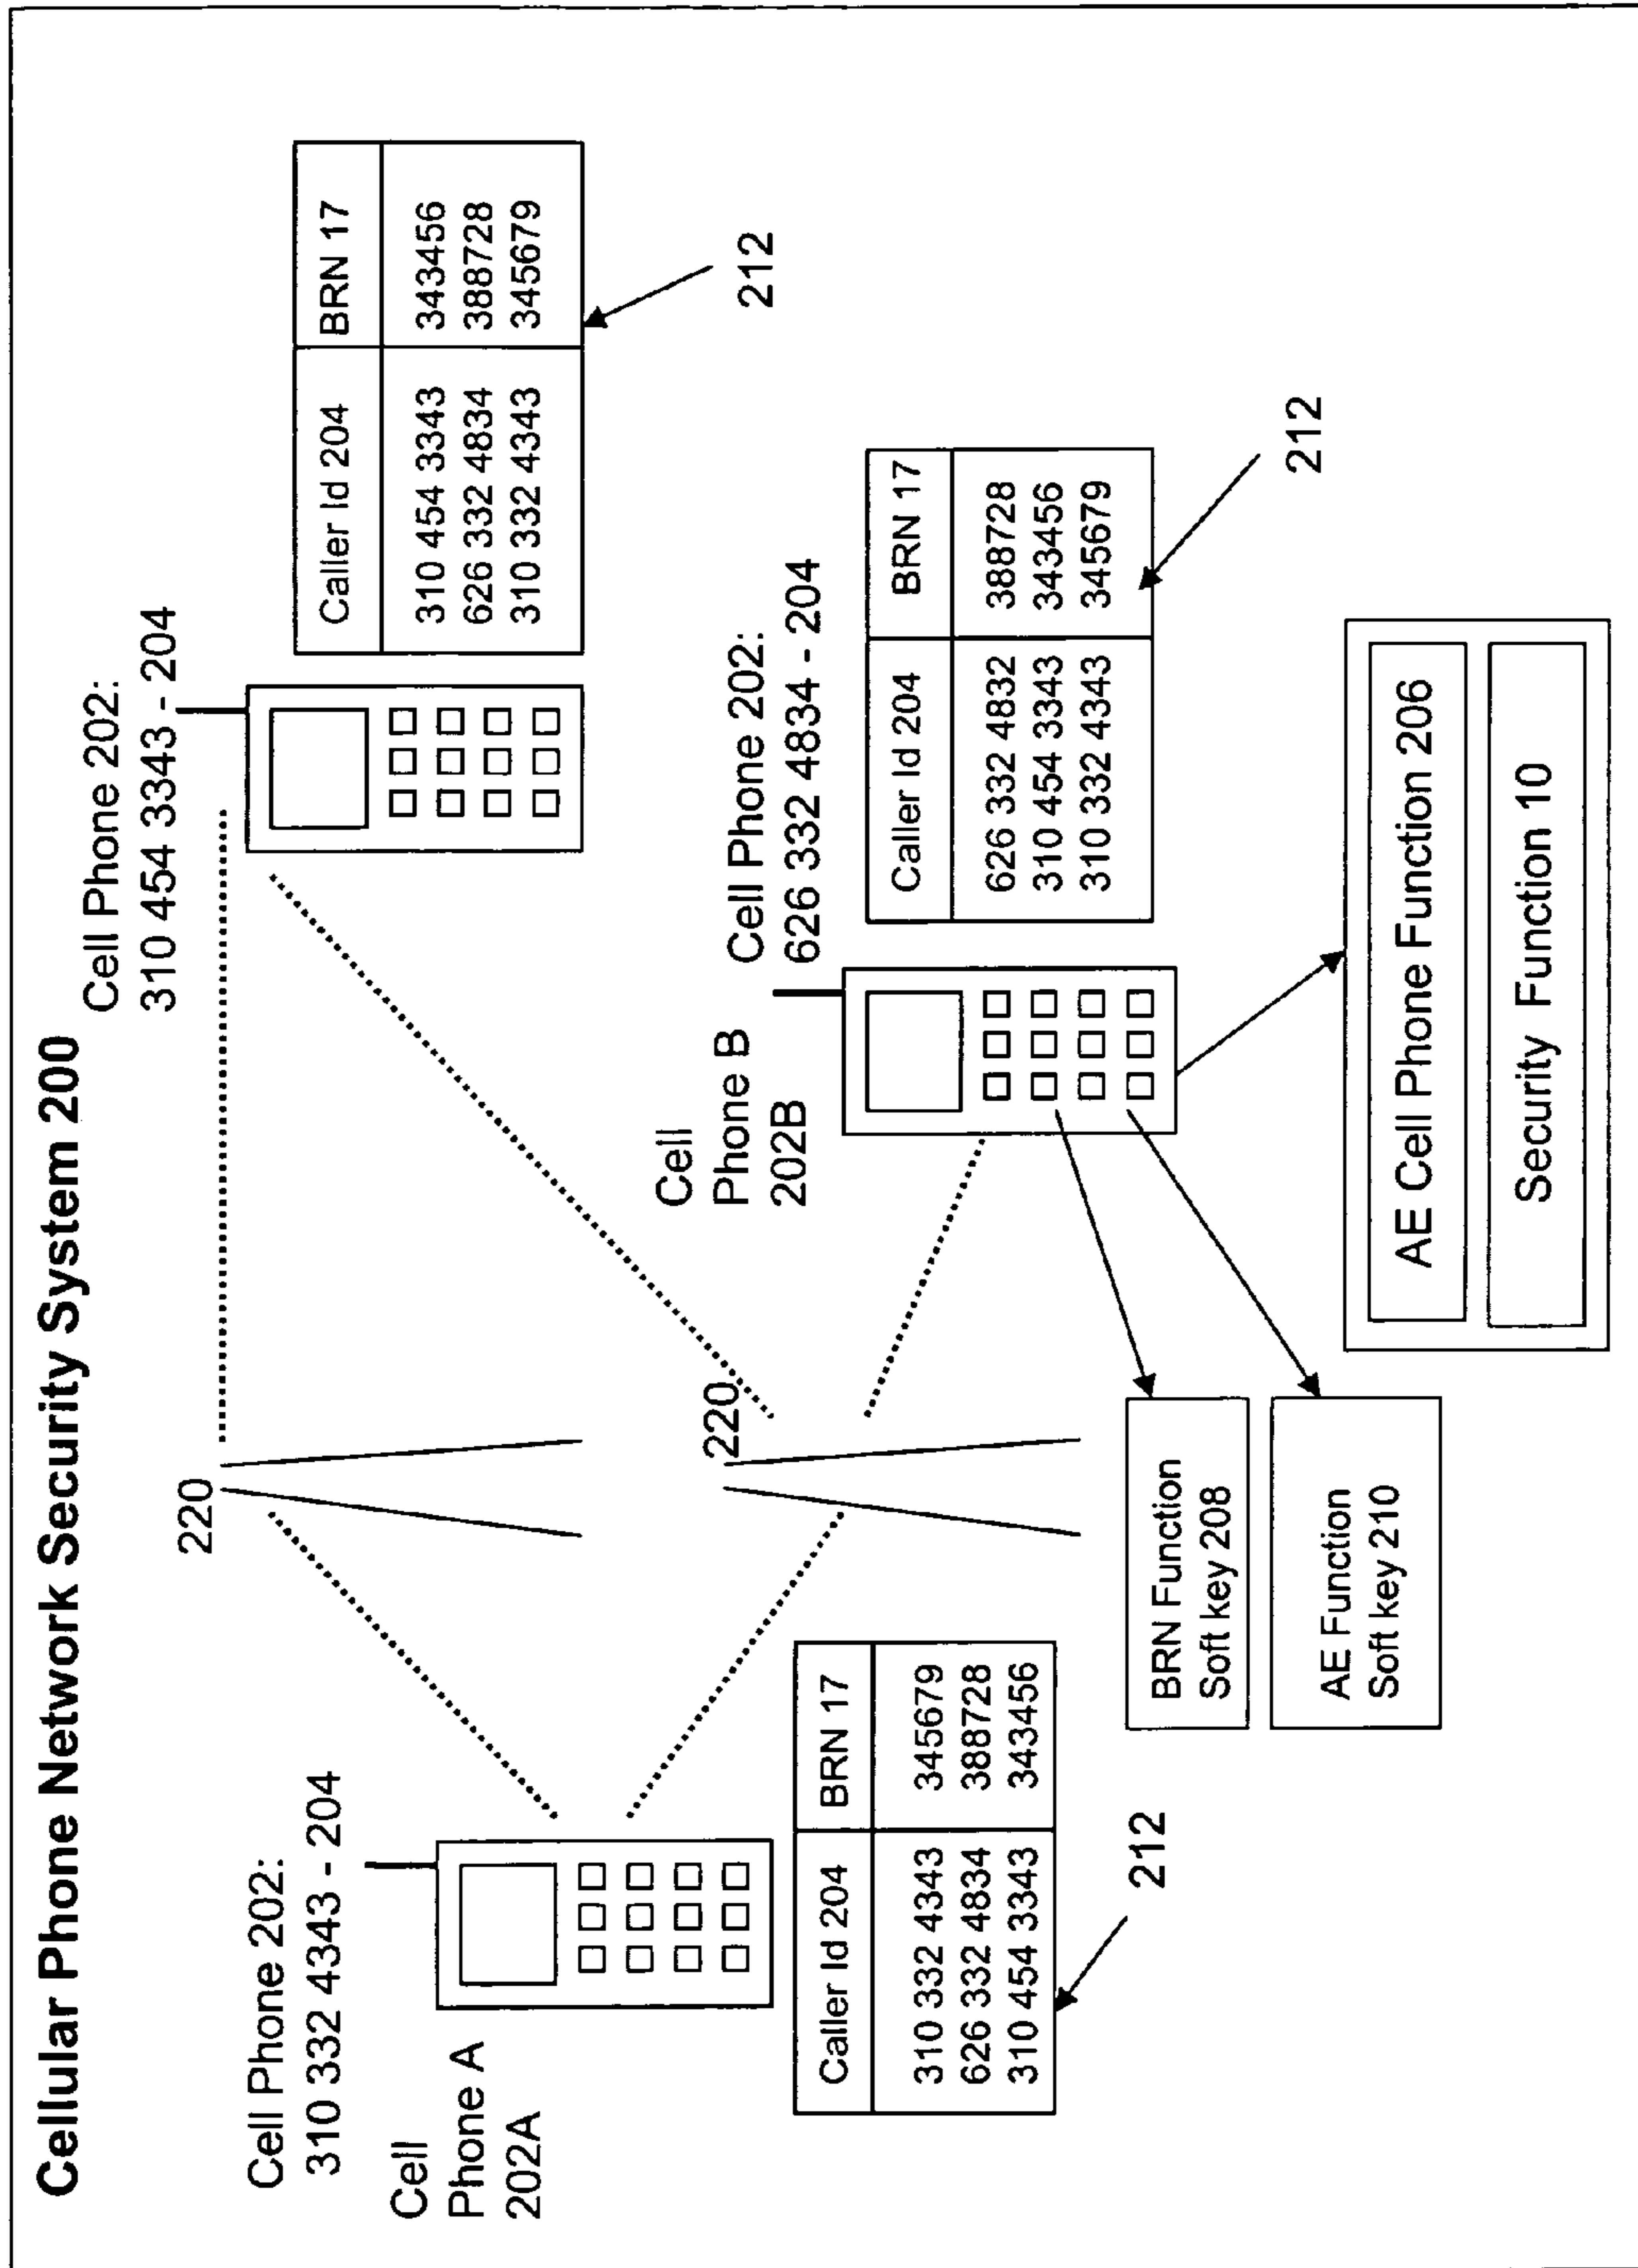 Cellular Phone Network Security System 200
Cell Phone 202:
310 454 3343 - 204
Caller Id 204 BRN 17
310 454 3343 343456
626 332 4834 388728
310 332 4343 345679
212
220
Cell Phone 202:
310 332 4343 - 204
Cell
Phone A
202A
Caller Id 204 BRN 17
310 332 4343 345679
626 332 4834 388728
310 454 3343 343456
212
220
Cell
Phone B
202B
Cell Phone 202:
626 332 4834 - 204
Caller Id 204 BRN 17
626 332 4832 388728
310 454 3343 343456
310 332 4343 345679
212
BRN Function
Soft key 208
AE Function
Soft key 210
AE Cell Phone Function 206
Security Function 10